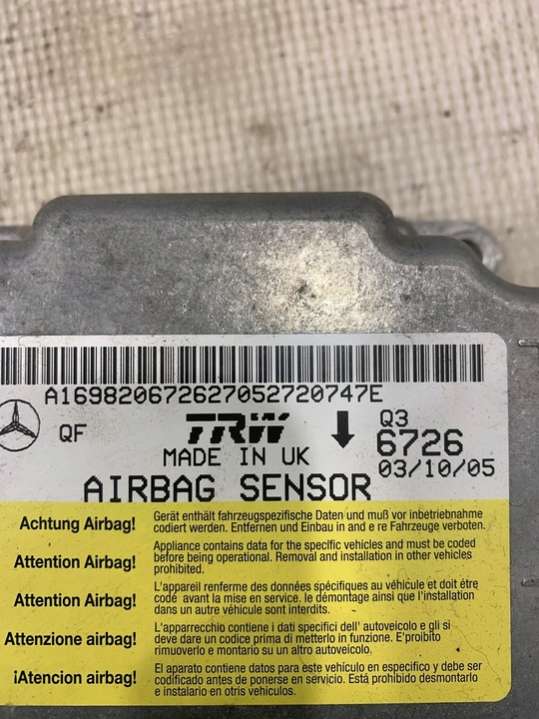 A1698206726270527​20747E
QF TRW Q3
6726
MADE IN UK 03/10/05
AIRBAG SENSOR
Achtung Airbag! Gerät enthält fahrzeugspezifische Daten und muß vor inbetriebnahme
codiert werden. Entfernen und Einbau in and e re Fahrzeuge verboten.
Attention Airbag! Appliance contains data for the specific vehicles and must be coded
before being operational. Removal and installation in other vehicles
prohibited.
Attention Airbag! L'appareil renferme des données spécifiques au véhicule et doit être
codé avant la mise en service. le démontage ainsi que l'installation
dans un autre véhicule sont interdits.
Attenzione airbag! L'apparecchio contiene i dati specifici dell' autoveicolo e gli si
deve dare un codice prima di metterlo in funzione. E'proibito
rimuoverlo e montario su un altro autoveicolo.
¡Atencion airbag! El aparato contiene datos para este vehículo en especifico y debe ser
codificado antes de ponerse en servicio. Está prohibido desmontarlo
e instalarlo en otris vehículos.